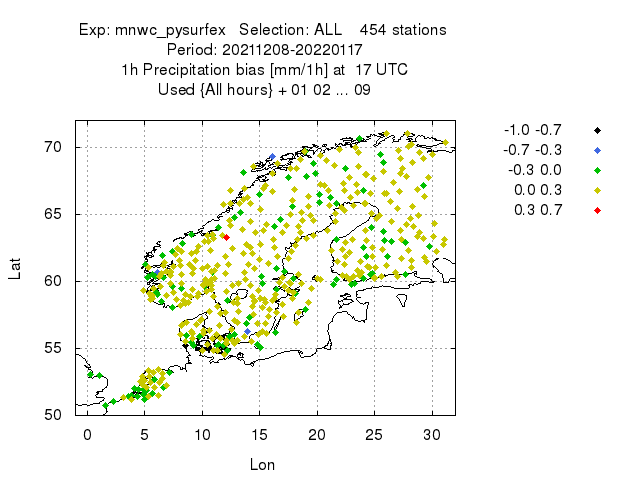 Exp: mnwc_pysurfex   Selection: ALL    454 stations
Period: 20211208-20220117
1h Precipitation bias [mm/1h] at  17 UTC
Used {All hours} + 01 02 ... 09
-1.0 -0.7
-0.7 -0.3
-0.3 0.0
0.0 0.3
0.3 0.7
70
65
60
55
50
Lat
0 5 10 15 20 25 30
Lon